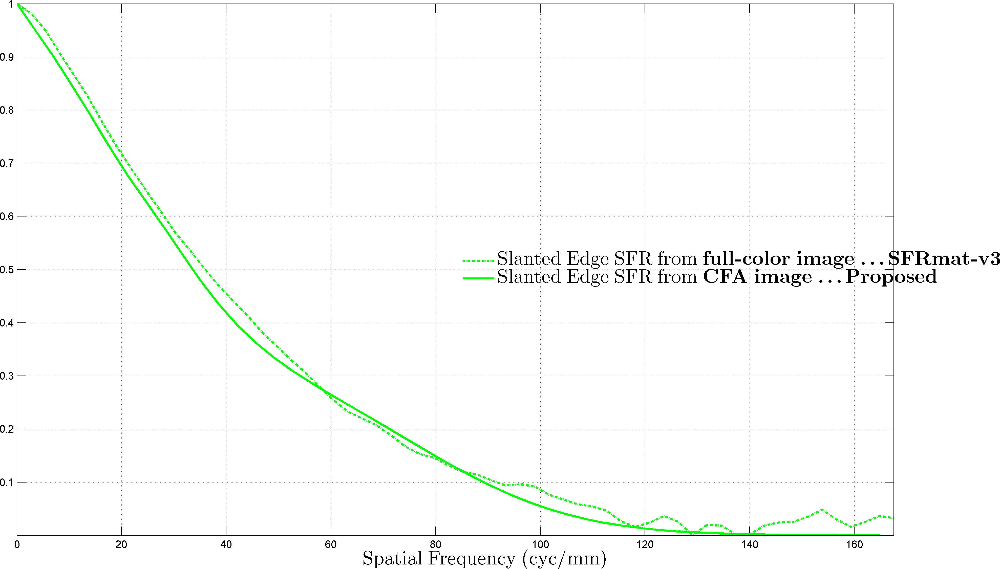 1
0.9
0.8
0.7
0.6
0.5
0.4
0.3
0.2
0.1
Slanted Edge SFR from full-color image ...SFRmat-v3
Slanted Edge SFR from CFA image ...Proposed
0 20 40 60 80 100 120 140 160
Spatial Frequency (cyc/mm)